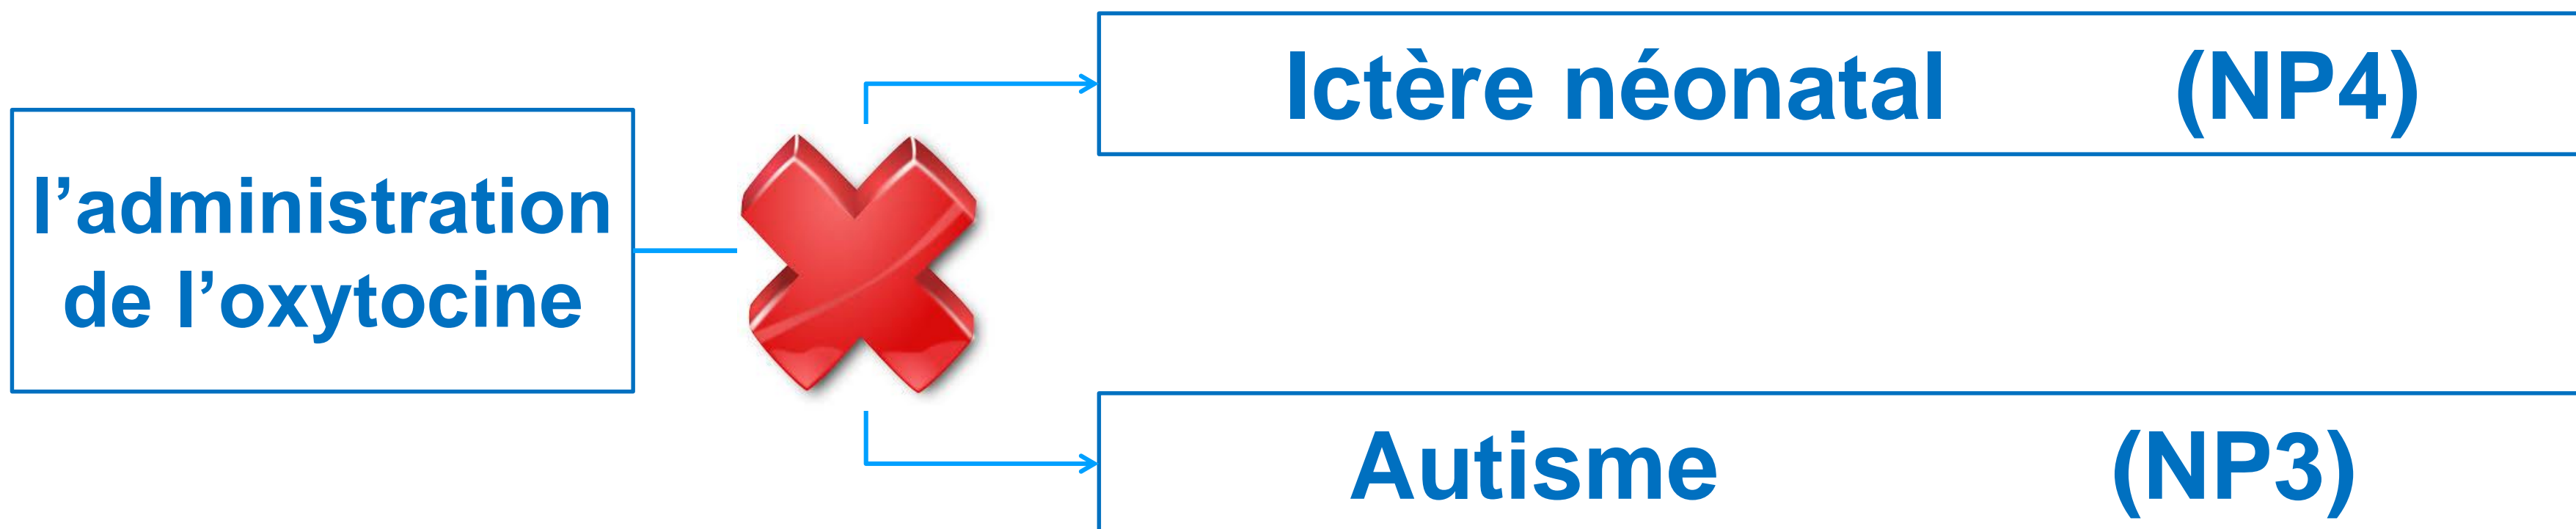 Ictère néonatal (NP4)
l’administration
de l’oxytocine
Autisme (NP3)